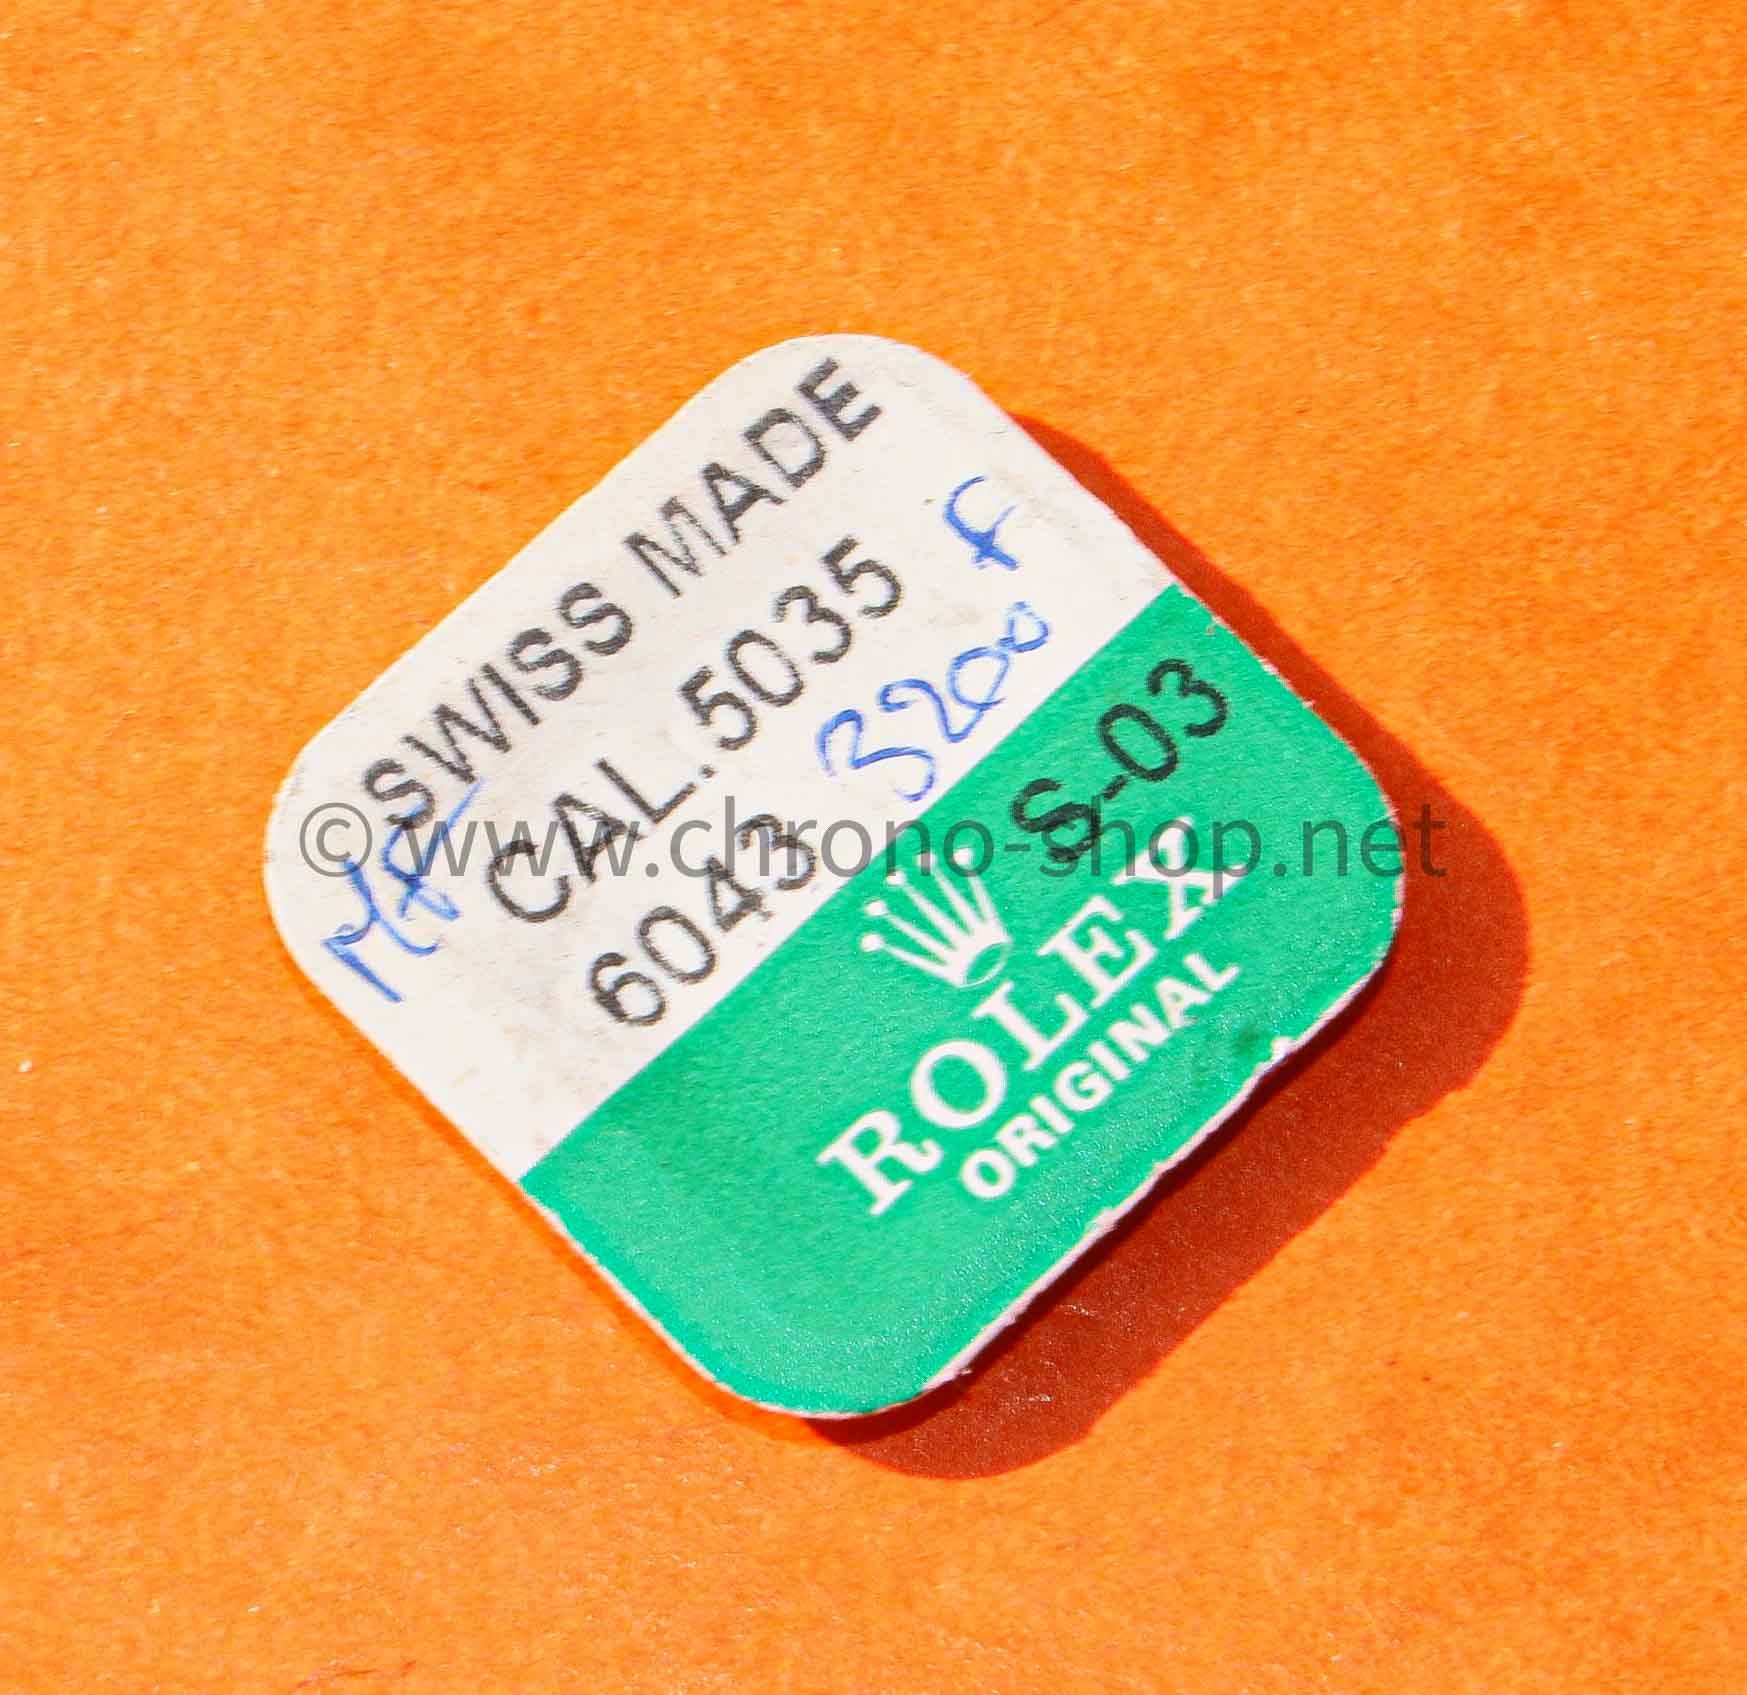 SWISS MADE
CAL.5035 F
6043 3200
S-03
ROLEX
ORIGINAL
©www.chrono-shop.net